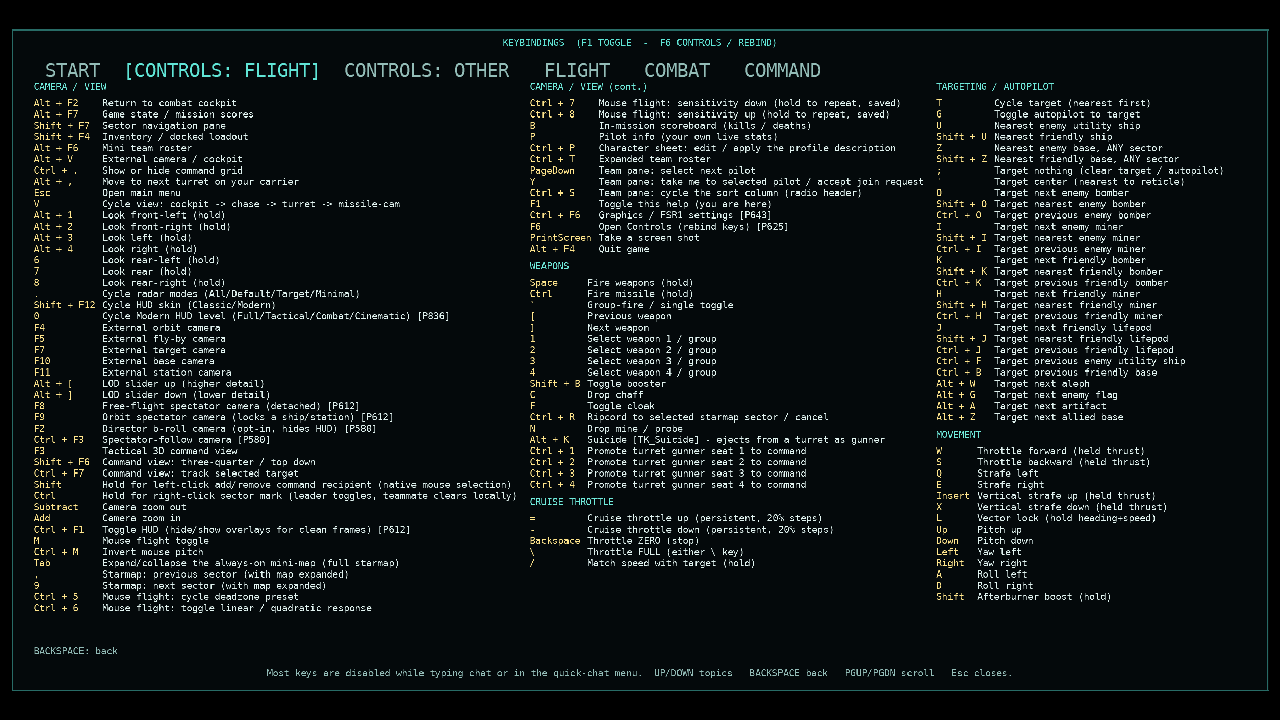 KEYBINDINGS (F1 TOGGLE - F6 CONTROLS / REBIND)
START [CONTROLS: FLIGHT] CONTROLS: OTHER FLIGHT COMBAT COMMAND
CAMERA / VIEW
Alt + F2 Return to combat cockpit
Alt + F7 Game state / mission scores
Shift + F7 Sector navigation pane
Shift + F4 Inventory / docked loadout
Alt + F6 Mini team roster
Alt + V External camera / cockpit
Ctrl + . Show or hide command grid
Alt + , Move to next turret on your carrier
Esc Open main menu
V Cycle view: cockpit -> chase -> turret -> missile-cam
Alt + 1 Look front-left (hold)
Alt + 2 Look front-right (hold)
Alt + 3 Look left (hold)
Alt + 4 Look right (hold)
6 Look rear-left (hold)
7 Look rear (hold)
8 Look rear-right (hold)
. Cycle radar modes (All/Default/Target/Minimal)
Shift + F12 Cycle HUD skin (Classic/Modern)
0 Cycle Modern HUD level (Full/Tactical/Combat/Cinematic) [P836]
F4 External orbit camera
F5 External fly-by camera
F7 External target camera
F10 External base camera
F11 External station camera
Alt + [ LOD slider up (higher detail)
Alt + ] LOD slider down (lower detail)
F8 Free-flight spectator camera (detached) [P612]
F9 Orbit spectator camera (locks a ship/station) [P612]
F2 Director b-roll camera (opt-in, hides HUD) [P580]
Ctrl + F3 Spectator-follow camera [P580]
F3 Tactical 3D command view
Shift + F6 Command view: three-quarter / top down
Ctrl + F7 Command view: track selected target
Shift Hold for left-click add/remove command recipient (native mouse selection)
Ctrl Hold for right-click sector mark (leader toggles, teammate clears locally)
Subtract Camera zoom out
Add Camera zoom in
Ctrl + F1 Toggle HUD (hide/show overlays for clean frames) [P612]
M Mouse flight toggle
Ctrl + M Invert mouse pitch
Tab Expand/collapse the always-on mini-map (full starmap)
, Starmap: previous sector (with map expanded)
9 Starmap: next sector (with map expanded)
Ctrl + 5 Mouse flight: cycle deadzone preset
Ctrl + 6 Mouse flight: toggle linear / quadratic response
CAMERA / VIEW (cont.)
Ctrl + 7 Mouse flight: sensitivity down (hold to repeat, saved)
Ctrl + 8 Mouse flight: sensitivity up (hold to repeat, saved)
B In-mission scoreboard (kills / deaths)
P Pilot info (your own live stats)
Ctrl + P Character sheet: edit / apply the profile description
Ctrl + T Expanded team roster
PageDown Team pane: select next pilot
Y Team pane: take me to selected pilot / accept join request
Ctrl + S Team pane: cycle the sort column (radio header)
F1 Toggle this help (you are here)
Ctrl + F6 Graphics / FSR1 settings [P643]
F6 Open Controls (rebind keys) [P625]
PrintScreen Take a screen shot
Alt + F4 Quit game
WEAPONS
Space Fire weapons (hold)
Ctrl Fire missile (hold)
` Group-fire / single toggle
[ Previous weapon
] Next weapon
1 Select weapon 1 / group
2 Select weapon 2 / group
3 Select weapon 3 / group
4 Select weapon 4 / group
Shift + B Toggle booster
C Drop chaff
F Toggle cloak
Ctrl + R Ripcord to selected starmap sector / cancel
N Drop mine / probe
Alt + K Suicide [TK_Suicide] - ejects from a turret as gunner
Ctrl + 1 Promote turret gunner seat 1 to command
Ctrl + 2 Promote turret gunner seat 2 to command
Ctrl + 3 Promote turret gunner seat 3 to command
Ctrl + 4 Promote turret gunner seat 4 to command
CRUISE THROTTLE
= Cruise throttle up (persistent, 20% steps)
- Cruise throttle down (persistent, 20% steps)
Backspace Throttle ZERO (stop)
\ Throttle FULL (either \ key)
/ Match speed with target (hold)
TARGETING / AUTOPILOT
T Cycle target (nearest first)
G Toggle autopilot to target
U Nearest enemy utility ship
Shift + U Nearest friendly ship
Z Nearest enemy base, ANY sector
Shift + Z Nearest friendly base, ANY sector
; Target nothing (clear target / autopilot)
' Target center (nearest to reticle)
O Target next enemy bomber
Shift + O Target nearest enemy bomber
Ctrl + O Target previous enemy bomber
I Target next enemy miner
Shift + I Target nearest enemy miner
Ctrl + I Target previous enemy miner
K Target next friendly bomber
Shift + K Target nearest friendly bomber
Ctrl + K Target previous friendly bomber
H Target next friendly miner
Shift + H Target nearest friendly miner
Ctrl + H Target previous friendly miner
J Target next friendly lifepod
Shift + J Target nearest friendly lifepod
Ctrl + J Target previous friendly lifepod
Ctrl + F Target previous enemy utility ship
Ctrl + B Target previous friendly base
Alt + W Target next aleph
Alt + G Target next enemy flag
Alt + A Target next artifact
Alt + Z Target next allied base
MOVEMENT
W Throttle forward (held thrust)
S Throttle backward (held thrust)
Q Strafe left
E Strafe right
Insert Vertical strafe up (held thrust)
X Vertical strafe down (held thrust)
L Vector lock (hold heading+speed)
Up Pitch up
Down Pitch down
Left Yaw left
Right Yaw right
A Roll left
D Roll right
Shift Afterburner boost (hold)
BACKSPACE: back
Most keys are disabled while typing chat or in the quick-chat menu. UP/DOWN topics BACKSPACE back PGUP/PGDN scroll Esc closes.